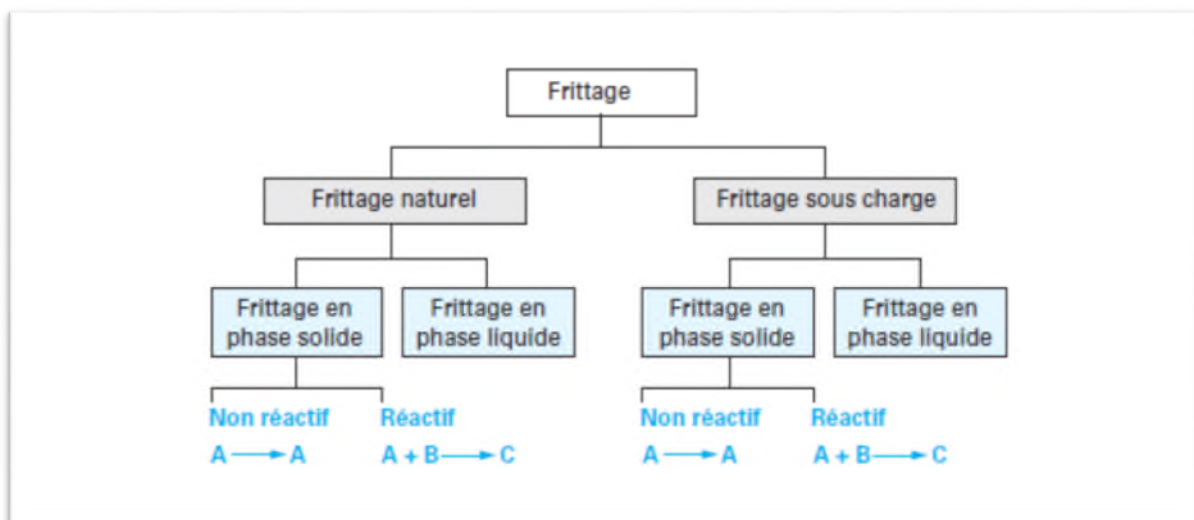 Frittage
Frittage naturel
Frittage sous charge
Frittage en
phase solide
Frittage en
phase liquide
Frittage en
phase solide
Frittage en
phase liquide
Non réactif
Réactif
Non réactif
Réactif
A → A
A + B → C
A → A
A + B → C